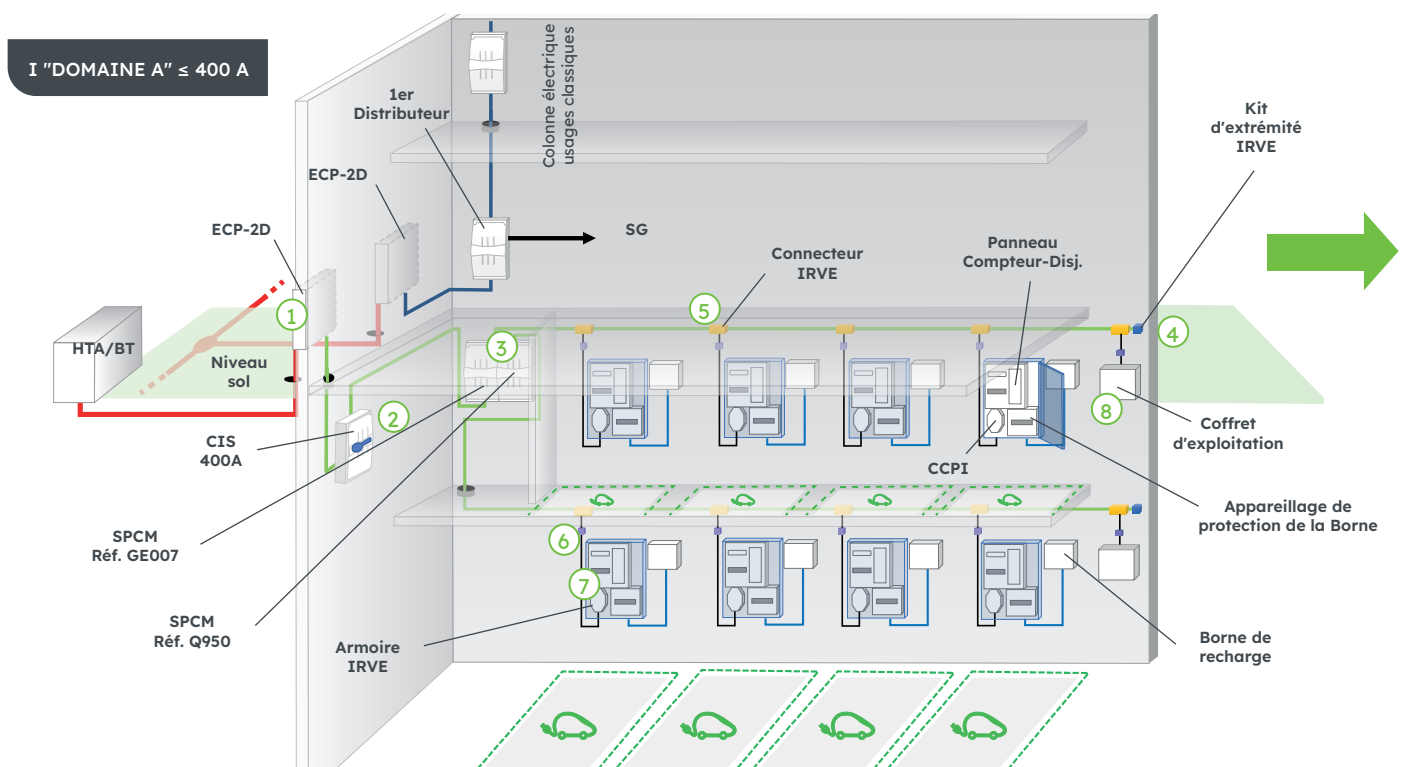 I "DOMAINE A" ≤ 400 A
1er
Distributeur
Colonne électrique
usages classiques
Kit
d'extrémité
IRVE
ECP-2D
ECP-2D
SG
Connecteur
IRVE
Panneau
Compteur-Disj.
1
5
4
3
HTA/BT
Niveau
sol
2
8
CIS
400A
Coffret
d'exploitation
CCPI
SPCM
Réf. GE007
Appareillage de
protection de la Borne
6
7
SPCM
Réf. Q950
Armoire
IRVE
Borne de
recharge